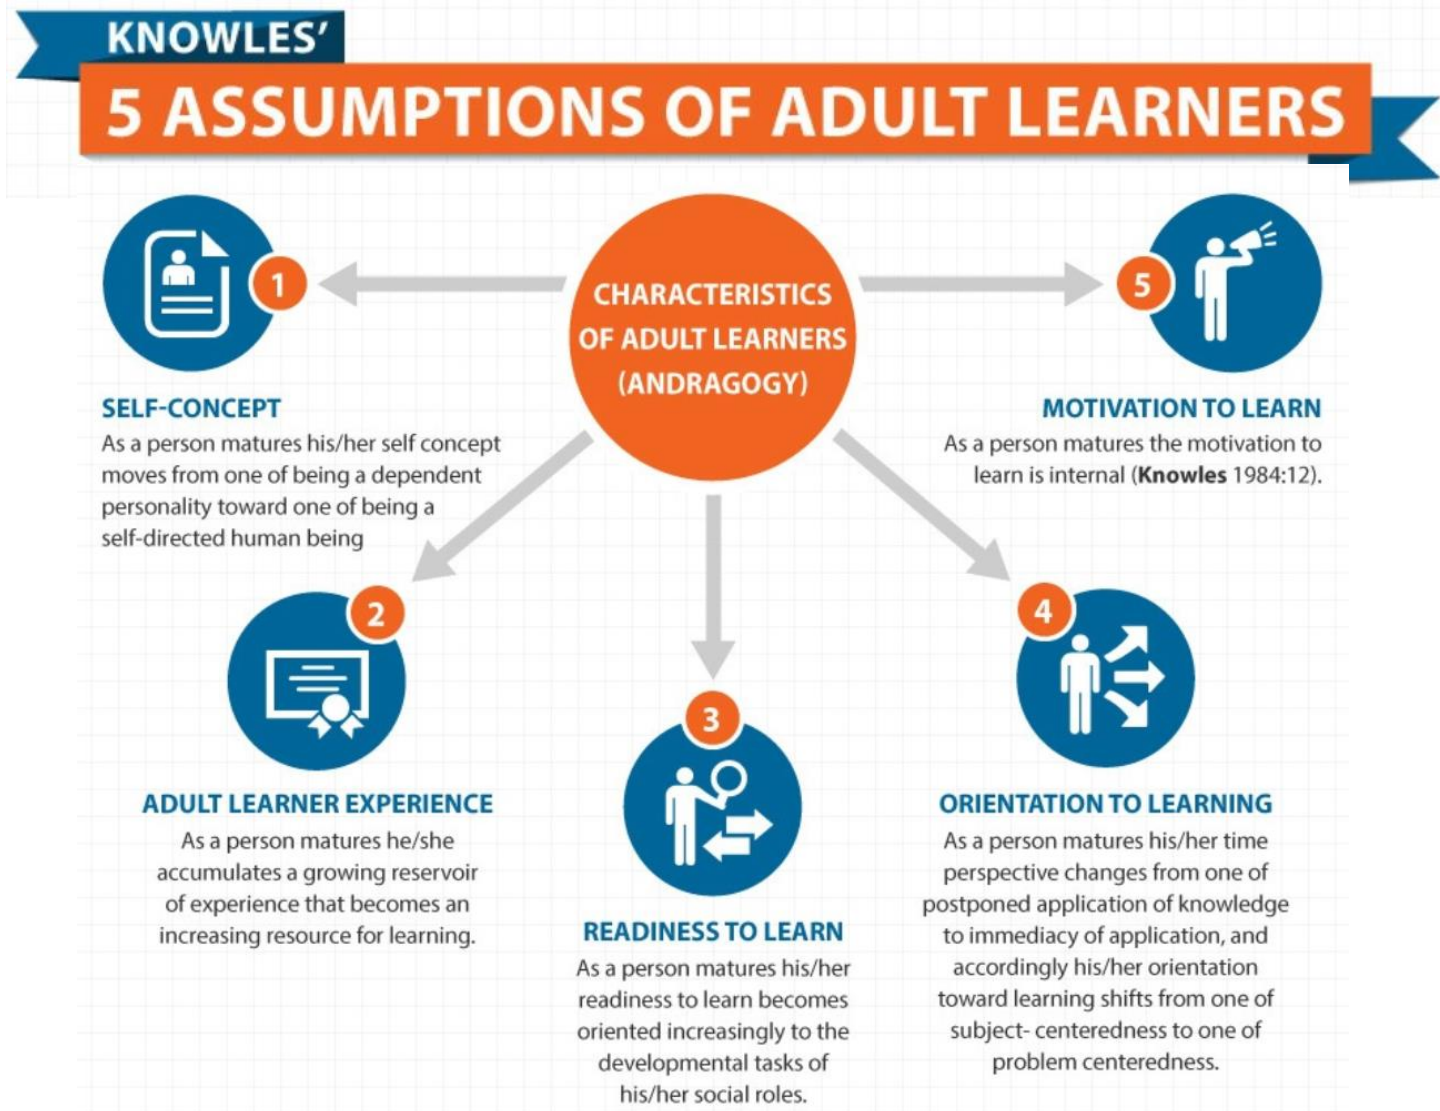 KNOWLES'
5 ASSUMPTIONS OF ADULT LEARNERS
CHARACTERISTICS
OF ADULT LEARNERS
(ANDRAGOGY)
1
SELF-CONCEPT
As a person matures his/her self concept
moves from one of being a dependent
personality toward one of being a
self-directed human being
2
ADULT LEARNER EXPERIENCE
As a person matures he/she
accumulates a growing reservoir
of experience that becomes an
increasing resource for learning.
3
READINESS TO LEARN
As a person matures his/her
readiness to learn becomes
oriented increasingly to the
developmental tasks of
his/her social roles.
4
ORIENTATION TO LEARNING
As a person matures his/her time
perspective changes from one of
postponed application of knowledge
to immediacy of application, and
accordingly his/her orientation
toward learning shifts from one of
subject- centeredness to one of
problem centeredness.
5
MOTIVATION TO LEARN
As a person matures the motivation to
learn is internal (Knowles 1984:12).